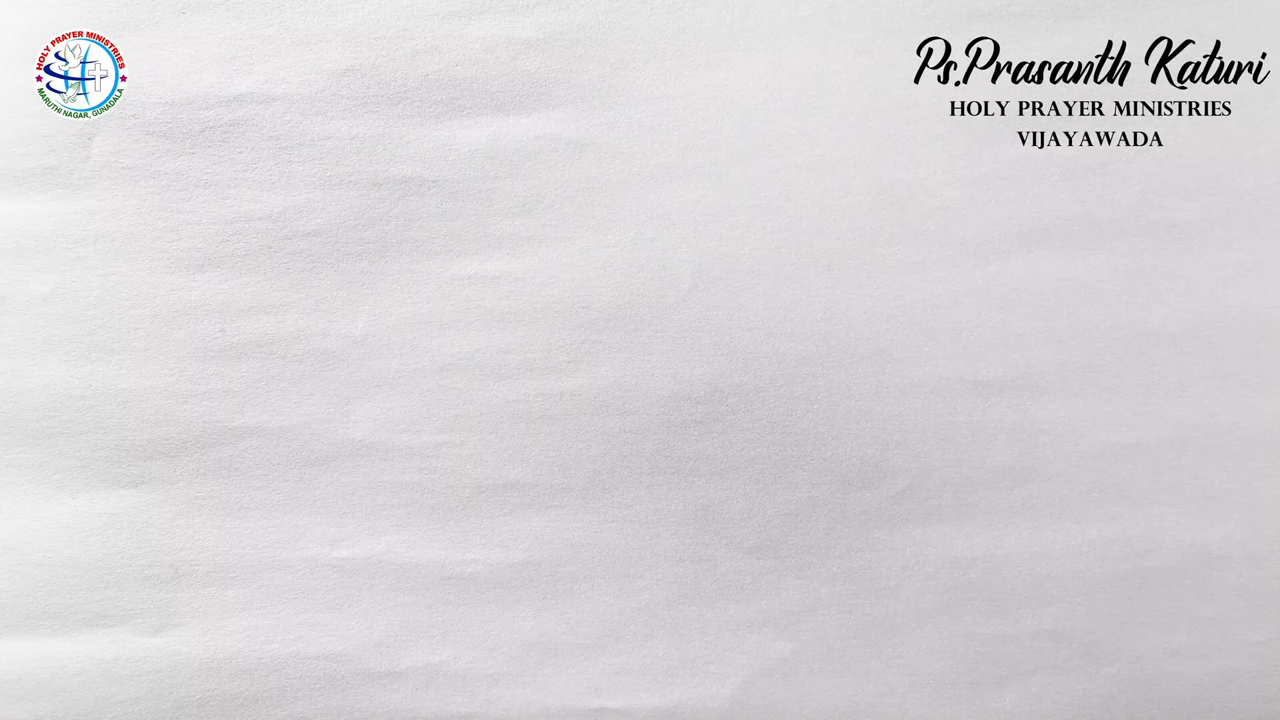 HOLY PRAYER MINISTRIES
MARUTHI NAGAR, GUNADALA
Ps.Prasanth Katuri
HOLY PRAYER MINISTRIES
VIJAYAWADA